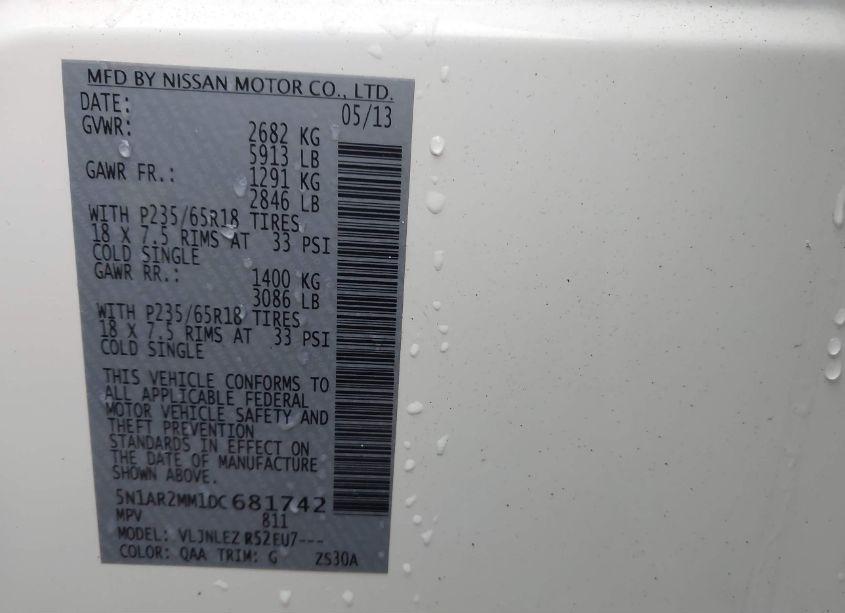 MFD BY NISSAN MOTOR CO., LTD.
DATE: 05/13
GVWR: 2682 KG
5913 LB
GAWR FR.: 1291 KG
2846 LB
WITH P235/65R18 TIRES
18 X 7.5 RIMS AT 33 PSI
COLD SINGLE
GAWR RR.: 1400 KG
3086 LB
WITH P235/65R18 TIRES
18 X 7.5 RIMS AT 33 PSI
COLD SINGLE
THIS VEHICLE CONFORMS TO
ALL APPLICABLE FEDERAL
MOTOR VEHICLE SAFETY AND
THEFT PREVENTION
STANDARDS IN EFFECT ON
THE DATE OF MANUFACTURE
SHOWN ABOVE.
5N1AR2MM1DC681742
MPV 811
MODEL: VLJNLEZ R52EU7---
COLOR: QAA TRIM: G ZS30A